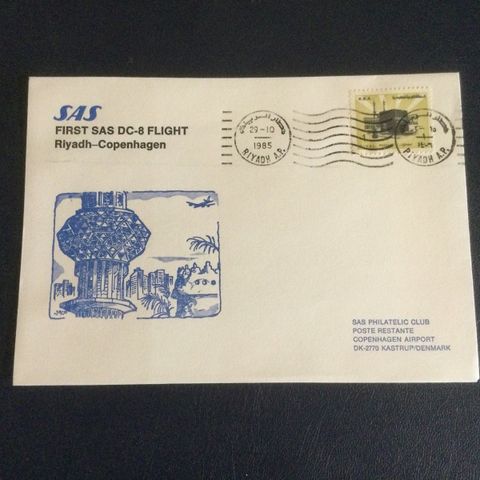 SAS
FIRST SAS DC-8 FLIGHT
Riyadh–Copenhagen
29-10
1985
RIYADH A.P.
RIYADH A.P.
SAS PHILATELIC CLUB
POSTE RESTANTE
COPENHAGEN AIRPORT
DK-2770 KASTRUP/DENMARK